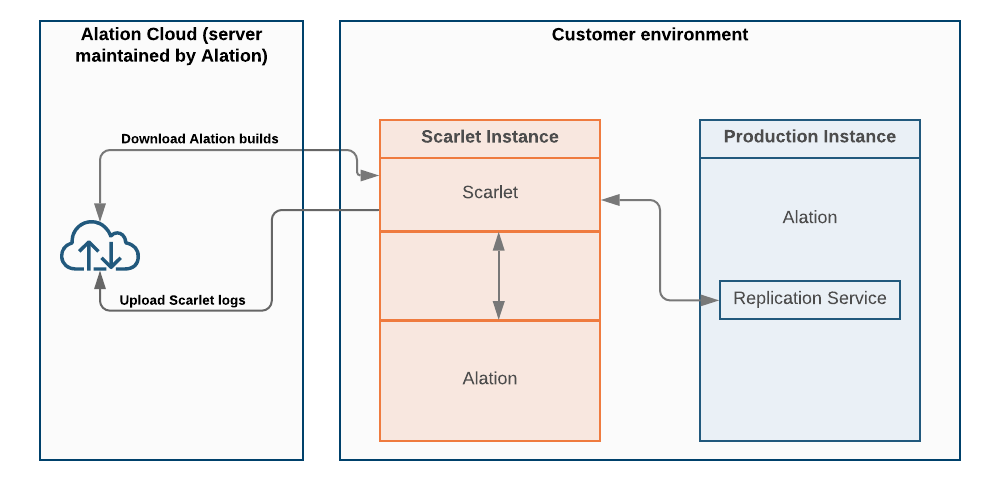 Alation Cloud (server
maintained by Alation)
Customer environment
Download Alation builds
Scarlet Instance
Production Instance
Scarlet
Alation
Upload Scarlet logs
Replication Service
Alation